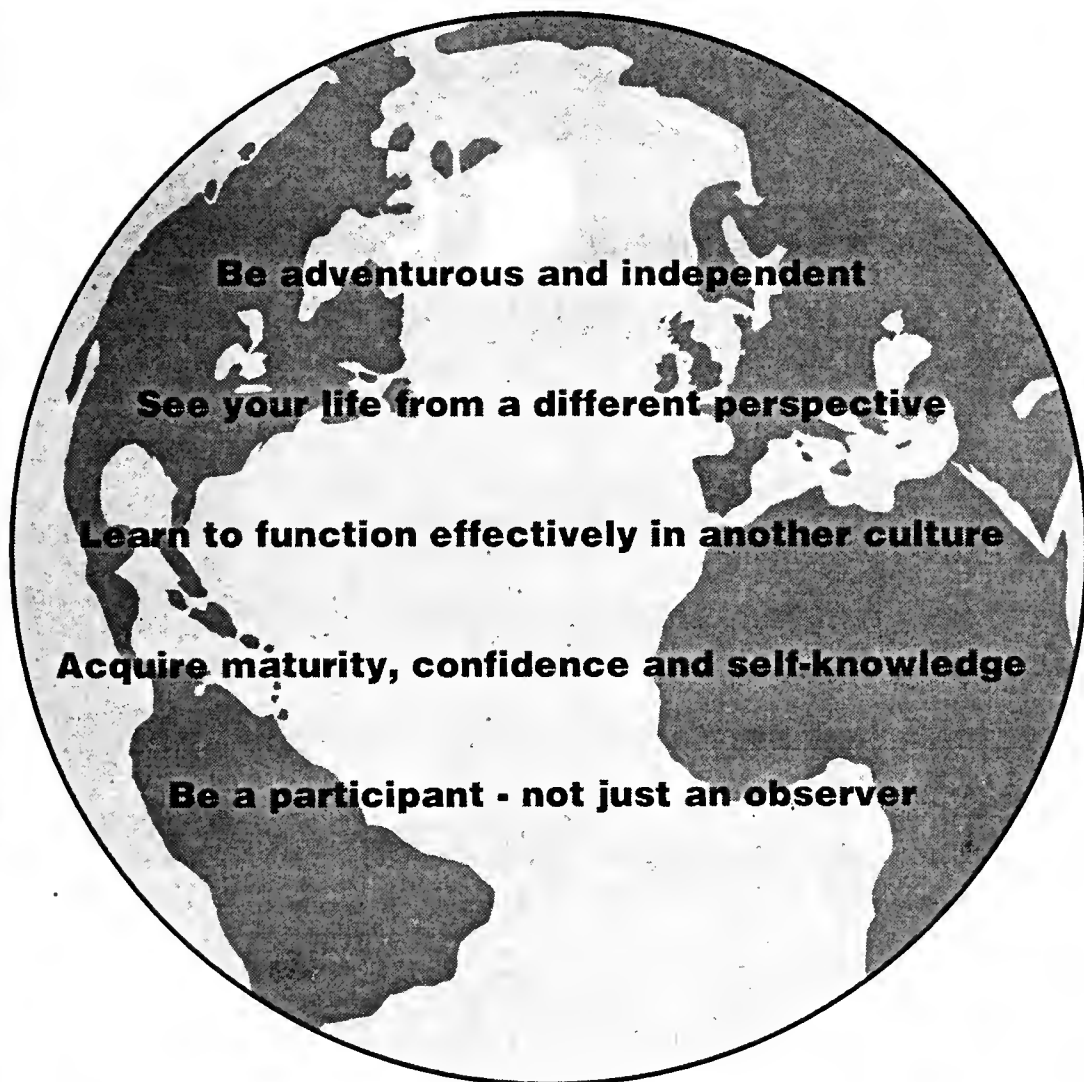 Be adventurous and independent
See your life from a different perspective
Learn to function effectively in another culture
Acquire maturity, confidence and self-knowledge
Be a participant - not just an observer